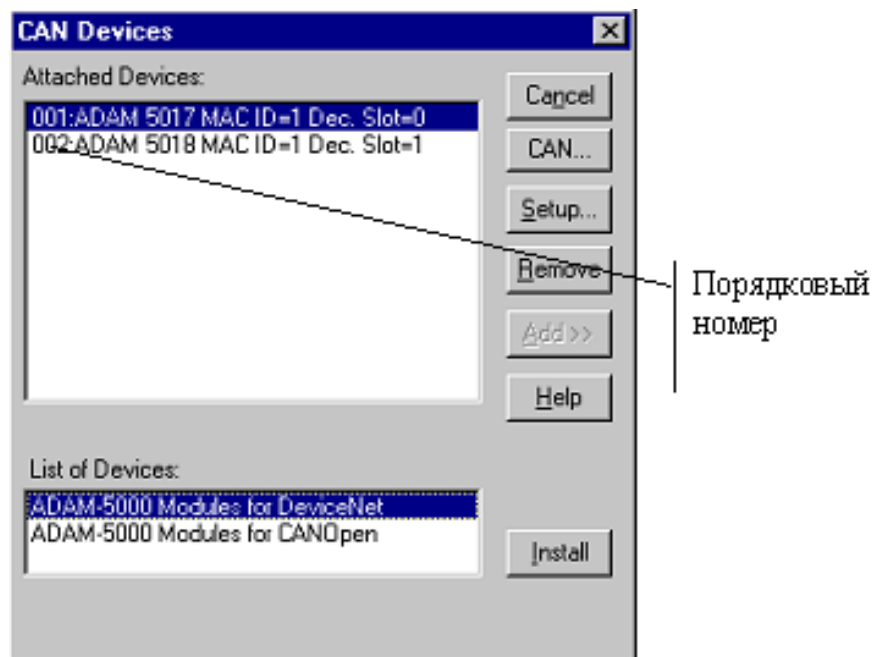 CAN Devices
Attached Devices:
001:ADAM 5017 MAC ID=1 Dec. Slot=0
002:ADAM 5018 MAC ID=1 Dec. Slot=1
Cancel
CAN...
Setup...
Remove
Add >>
Help
Порядковый
номер
List of Devices:
ADAM-5000 Modules for DeviceNet
ADAM-5000 Modules for CANOpen
Install